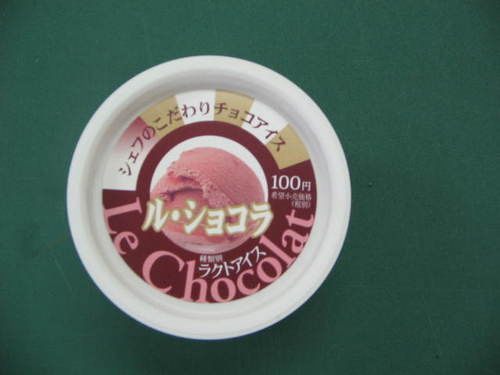 シェフのこだわりチョコアイス
100円
希望小売価格
(税別)
ル・ショコラ
種類別
ラクトアイス
Le Chocolat